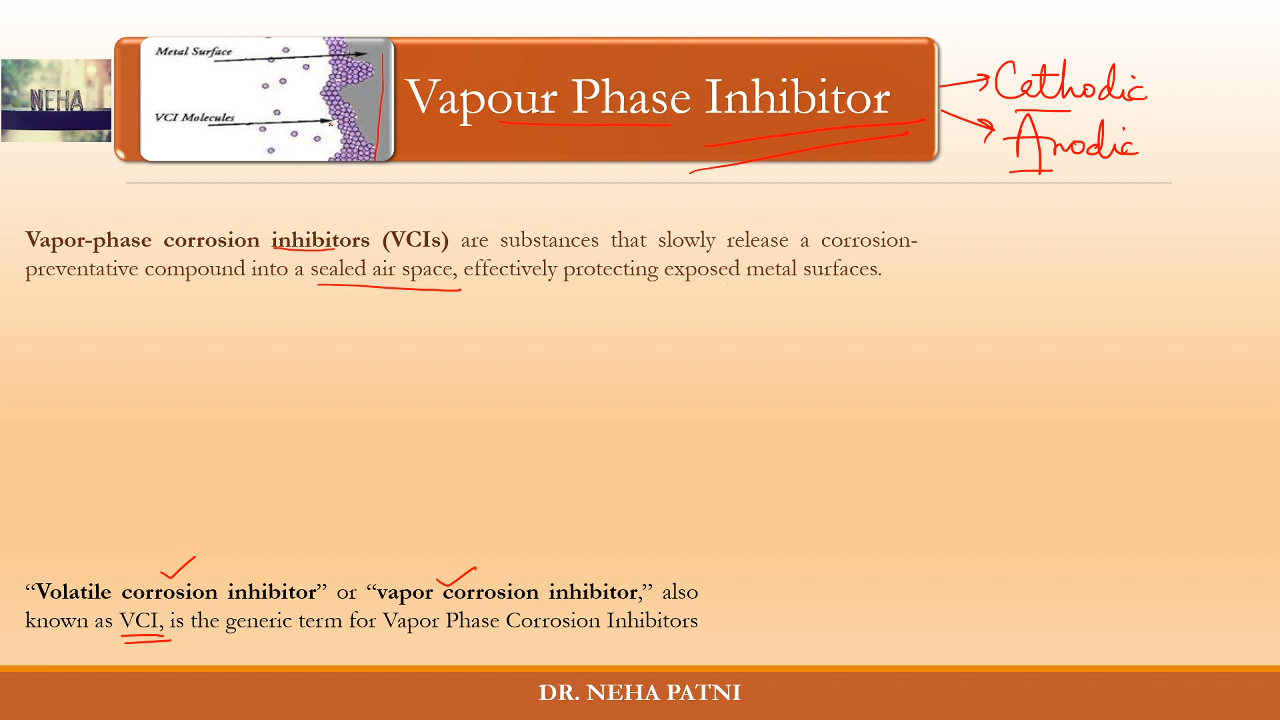 Metal Surface
VCI Molecules
NEHA
Vapour Phase Inhibitor
Cathodic
Anodic
Vapor-phase corrosion inhibitors (VCIs) are substances that slowly release a corrosion-
preventative compound into a sealed air space, effectively protecting exposed metal surfaces.
“Volatile corrosion inhibitor” or “vapor corrosion inhibitor,” also
known as VCI, is the generic term for Vapor Phase Corrosion Inhibitors
DR. NEHA PATNI